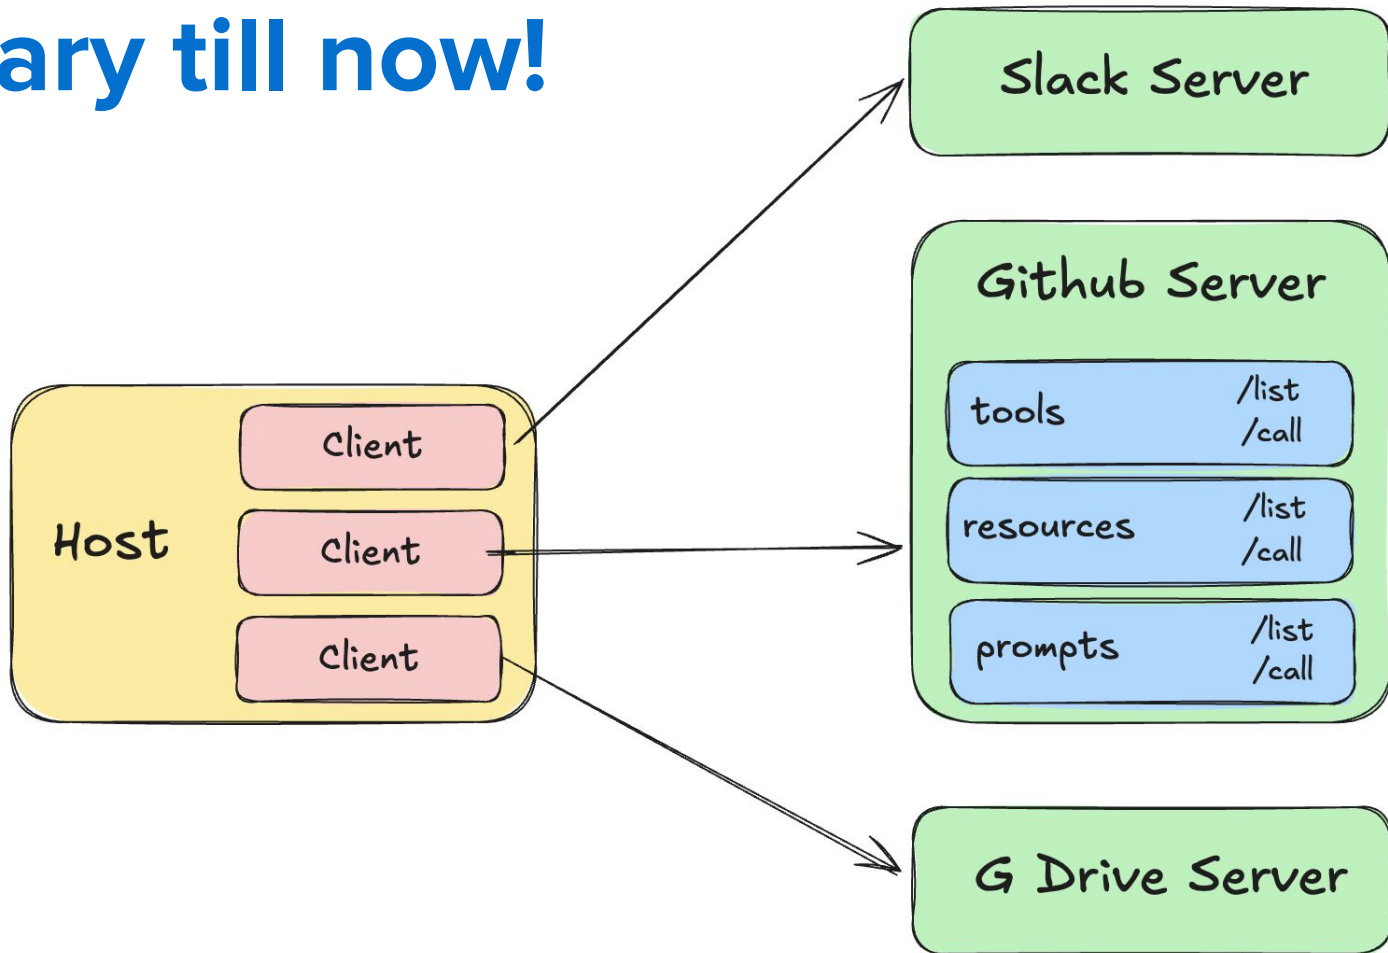 ary till now!
Slack Server
Github Server
tools
/list
/call
resources
/list
/call
prompts
/list
/call
G Drive Server
Host
Client
Client
Client